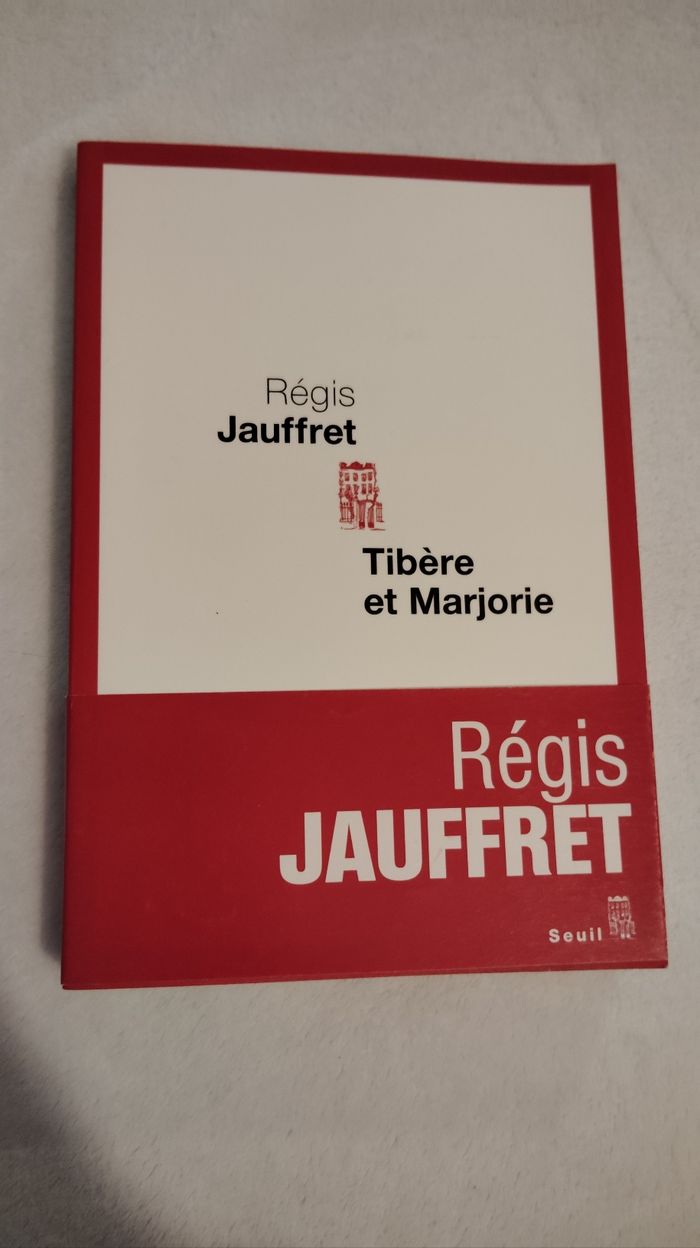 Régis
Jauffret
Tibère
et Marjorie
Régis
JAUFFRET
Seuil